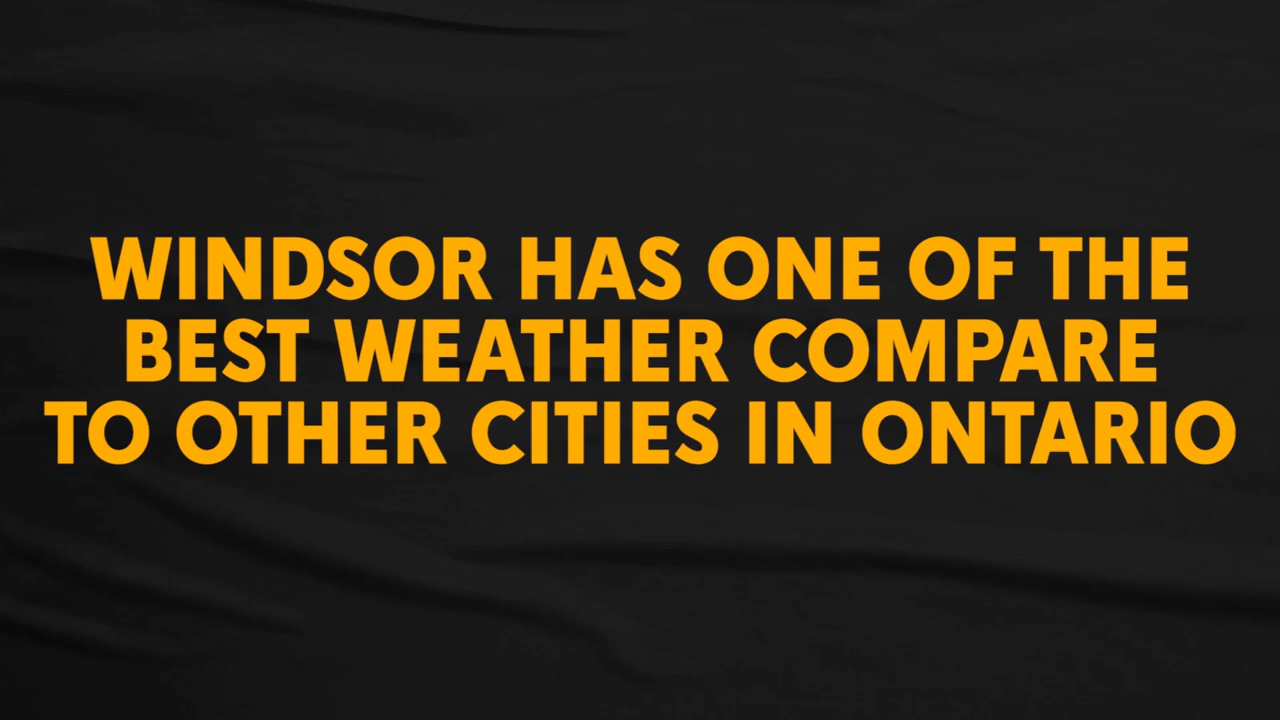 WINDSOR HAS ONE OF THE
BEST WEATHER COMPARE
TO OTHER CITIES IN ONTARIO